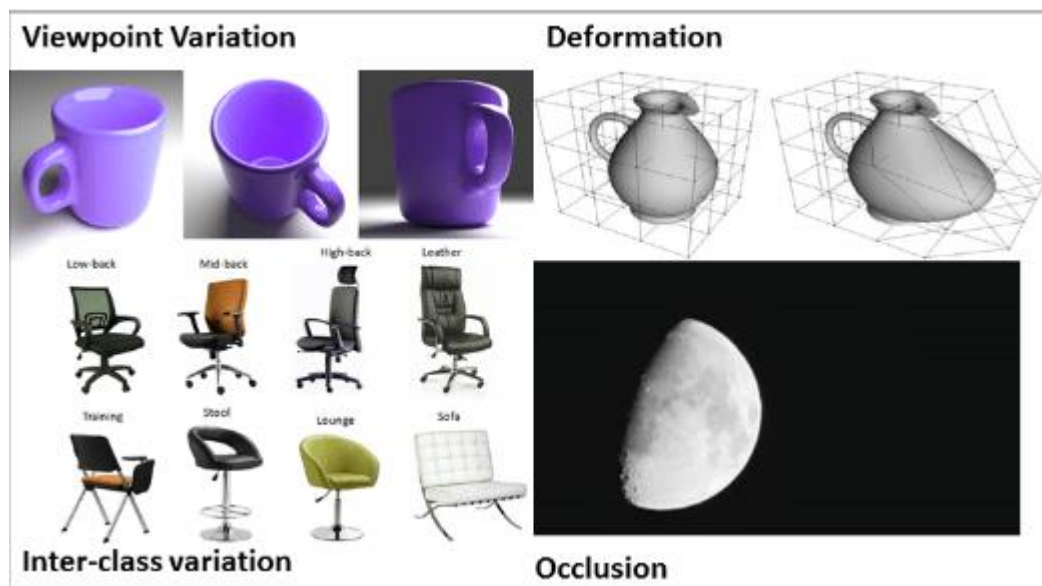 Viewpoint Variation
Deformation
Low-back
Mid-back
High-back
Leather
Training
Stool
Lounge
Sofa
Inter-class variation
Occlusion